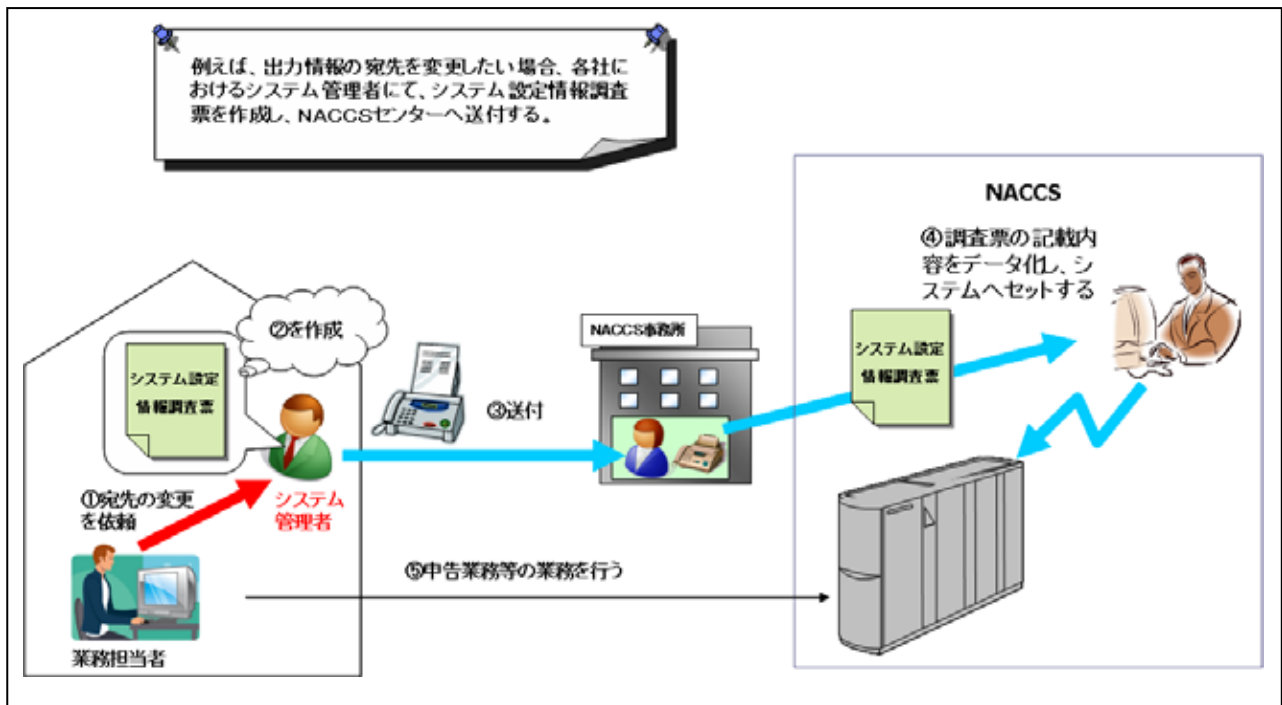 例えば、出力情報の宛先を変更したい場合、各社に
おけるシステム管理者にて、システム設定情報調査
票を作成し、NACCSセンターへ送付する。
NACCS
④調査票の記載内
容をデータ化し、シ
ステムへセットする
②を作成
システム設定
情報調査票
NACCS事務所
システム設定
情報調査票
③送付
①宛先の変更
を依頼
システム
管理者
⑤申告業務等の業務を行う
業務担当者